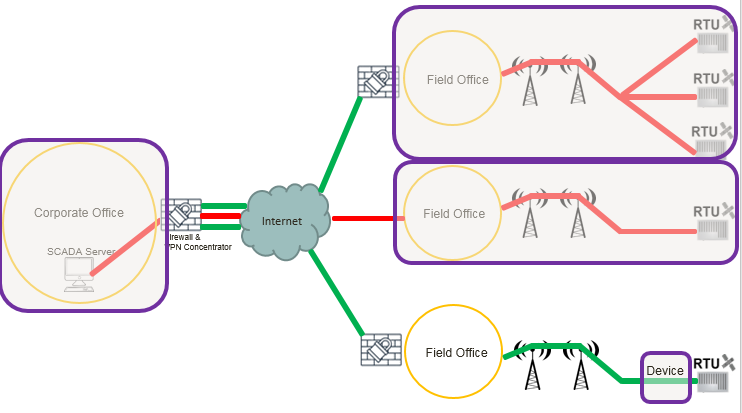 Field Office
RTU
RTU
RTU
Corporate Office
SCADA Server
irewall &
VPN Concentrator
Internet
Field Office
RTU
Field Office
Device
RTU